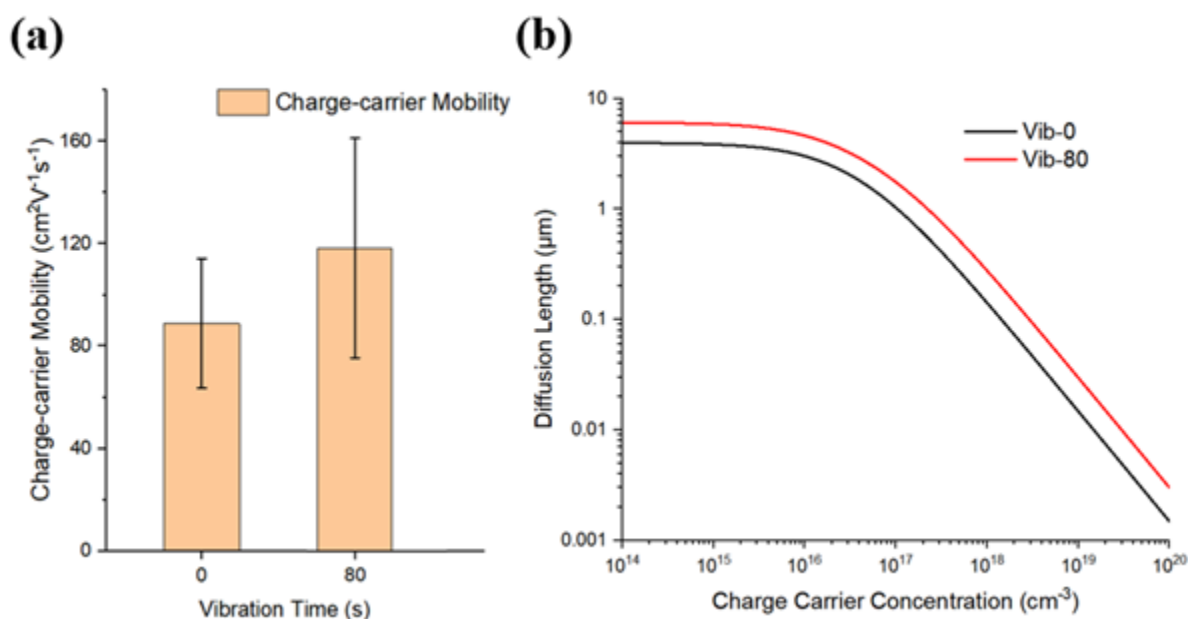 (a)
Charge-carrier Mobility
Charge-carrier Mobility (cm²V⁻¹s⁻¹)
160
120
80
40
0
0 80
Vibration Time (s)
(b)
Vib-0
Vib-80
Diffusion Length (μm)
10
1
0.1
0.01
0.001
10¹⁴ 10¹⁵ 10¹⁶ 10¹⁷ 10¹⁸ 10¹⁹ 10²⁰
Charge Carrier Concentration (cm⁻³)